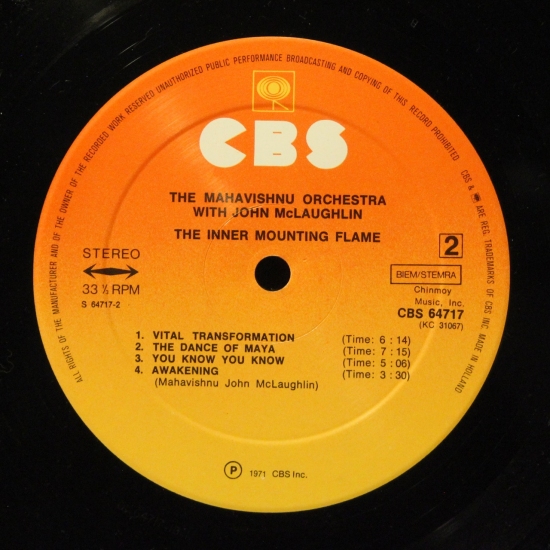 ALL RIGHTS OF THE MANUFACTURER AND OF THE OWNER OF THE RECORDED WORK RESERVED UNAUTHORIZED PUBLIC PERFORMANCE BROADCASTING AND COPYING OF THIS RECORD PROHIBITED
CBS & ARE REG. TRADEMARKS OF CBS INC. MADE IN HOLLAND
CBS
THE MAHAVISHNU ORCHESTRA
WITH JOHN McLAUGHLIN
THE INNER MOUNTING FLAME
STEREO
33 ⅓ RPM
S 64717-2
2
BIEM/STEMRA
Chinmoy
Music, Inc.
CBS 64717
(KC 31067)
1. VITAL TRANSFORMATION (Time: 6 : 14)
2. THE DANCE OF MAYA (Time: 7 : 15)
3. YOU KNOW YOU KNOW (Time: 5 : 06)
4. AWAKENING (Time: 3 : 30)
(Mahavishnu John McLaughlin)
Ⓟ 1971 CBS Inc.